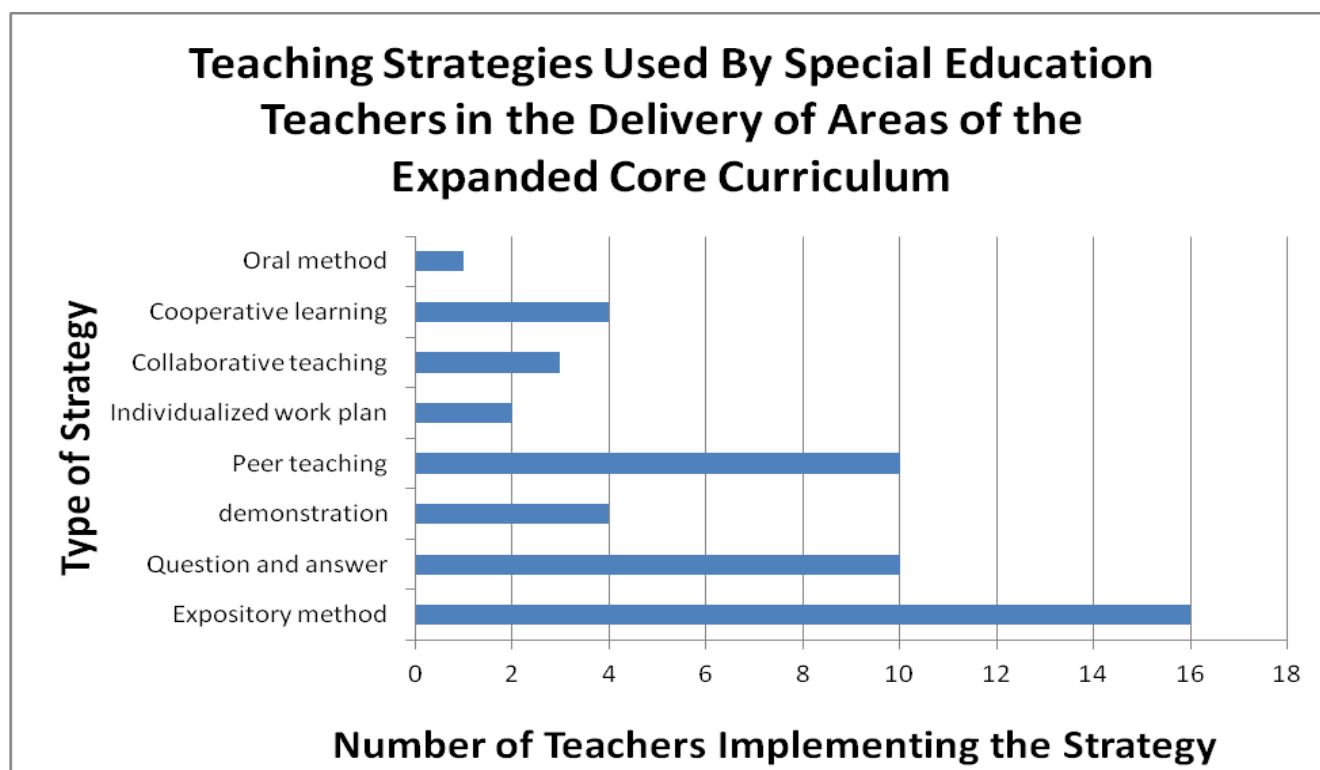 Teaching Strategies Used By Special Education
Teachers in the Delivery of Areas of the
Expanded Core Curriculum
Type of Strategy
Oral method
Cooperative learning
Collaborative teaching
Individualized work plan
Peer teaching
demonstration
Question and answer
Expository method
0 2 4 6 8 10 12 14 16 18
Number of Teachers Implementing the Strategy